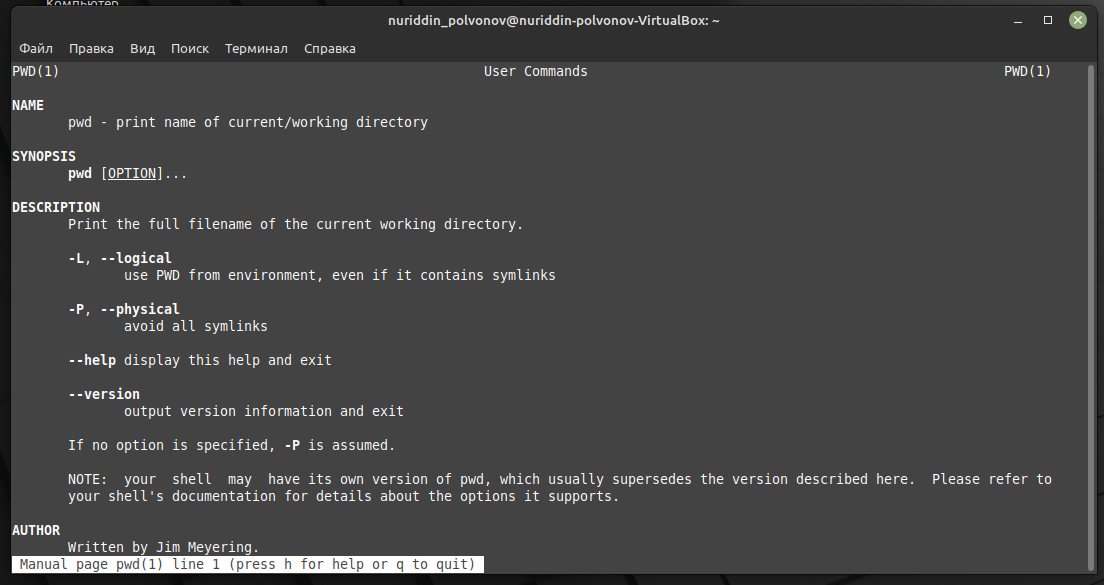 Компьютер
nuriddin_polvonov@nuriddin-polvonov-VirtualBox: ~
Файл Правка Вид Поиск Терминал Справка
PWD(1) User Commands PWD(1)
NAME
pwd - print name of current/working directory
SYNOPSIS
pwd [OPTION]...
DESCRIPTION
Print the full filename of the current working directory.
-L, --logical
use PWD from environment, even if it contains symlinks
-P, --physical
avoid all symlinks
--help display this help and exit
--version
output version information and exit
If no option is specified, -P is assumed.
NOTE:  your  shell  may  have its own version of pwd, which usually supersedes the version described here.  Please refer to
your shell's documentation for details about the options it supports.
AUTHOR
Written by Jim Meyering.
Manual page pwd(1) line 1 (press h for help or q to quit)